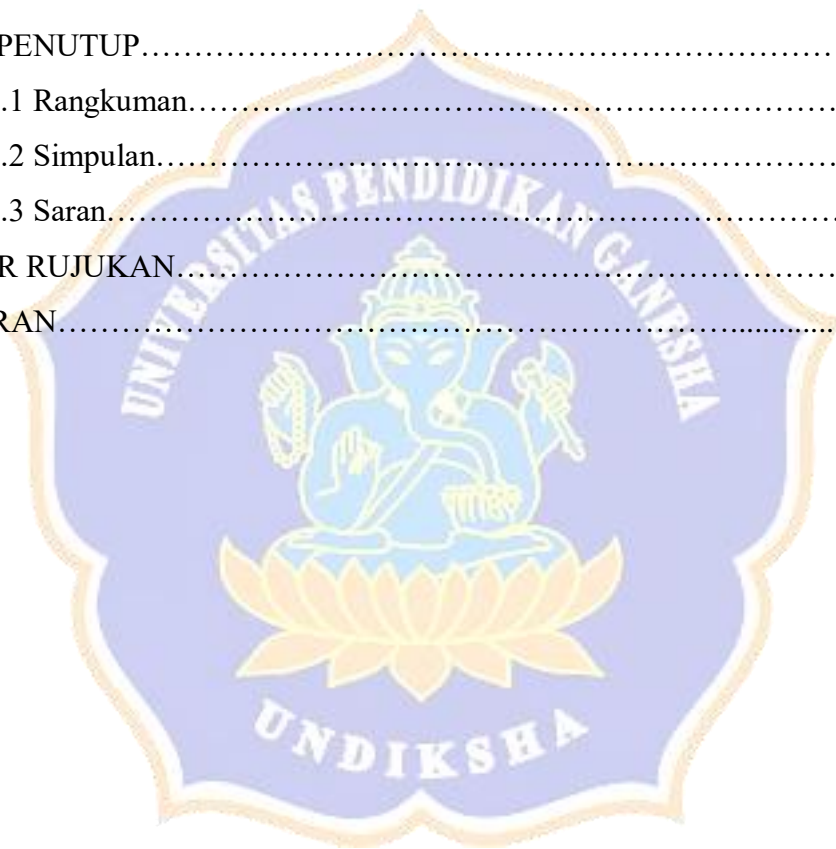 PENUTUP……………………………………………………………
.1 Rangkuman…………………………………………………………
.2 Simpulan……………………………………………………………
.3 Saran…………………………………………………………………
R RUJUKAN……………………………………………………………
RAN…………………………………………………………..............
UNIVERSITAS PENDIDIKAN GANESHA
UNDIKSHA